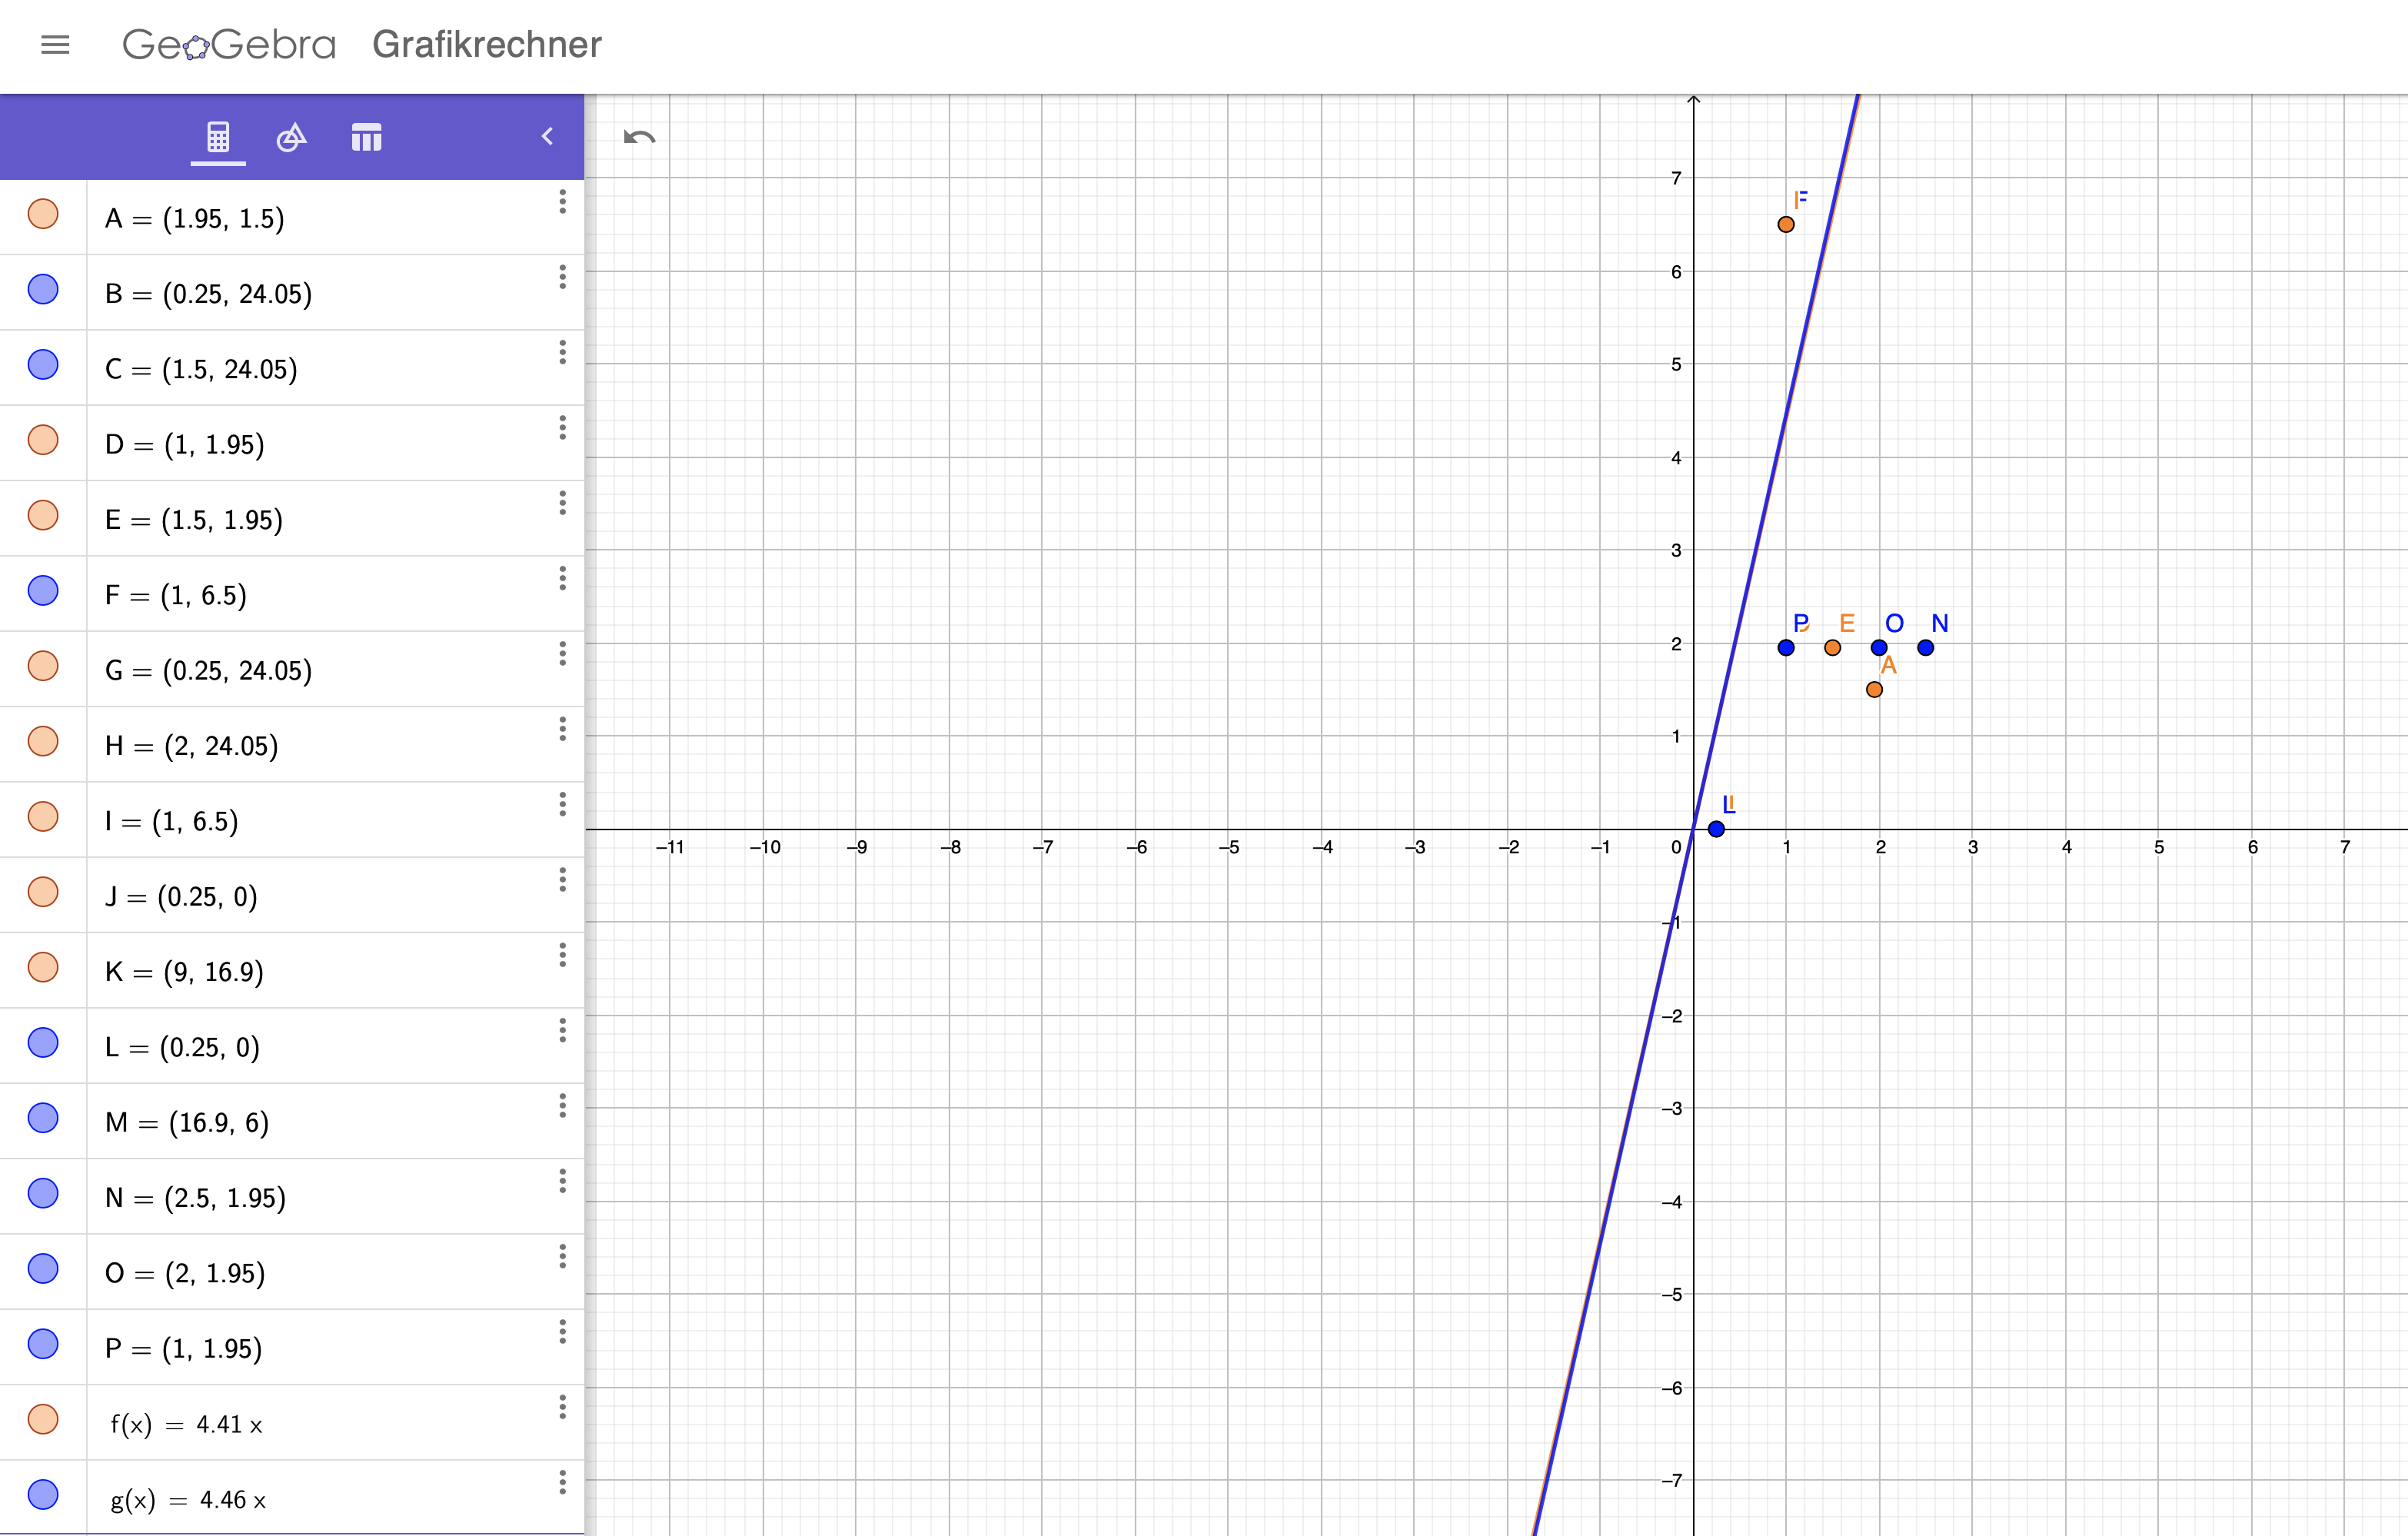 GeoGebra Grafikrechner
A = (1.95, 1.5)
B = (0.25, 24.05)
C = (1.5, 24.05)
D = (1, 1.95)
E = (1.5, 1.95)
F = (1, 6.5)
G = (0.25, 24.05)
H = (2, 24.05)
I = (1, 6.5)
J = (0.25, 0)
K = (9, 16.9)
L = (0.25, 0)
M = (16.9, 6)
N = (2.5, 1.95)
O = (2, 1.95)
P = (1, 1.95)
f(x) = 4.41 x
g(x) = 4.46 x
7
F
6
5
4
3
P E O N
2
A
1
L
–11 –10 –9 –8 –7 –6 –5 –4 –3 –2 –1 0 1 2 3 4 5 6 7
–1
–2
–3
–4
–5
–6
–7